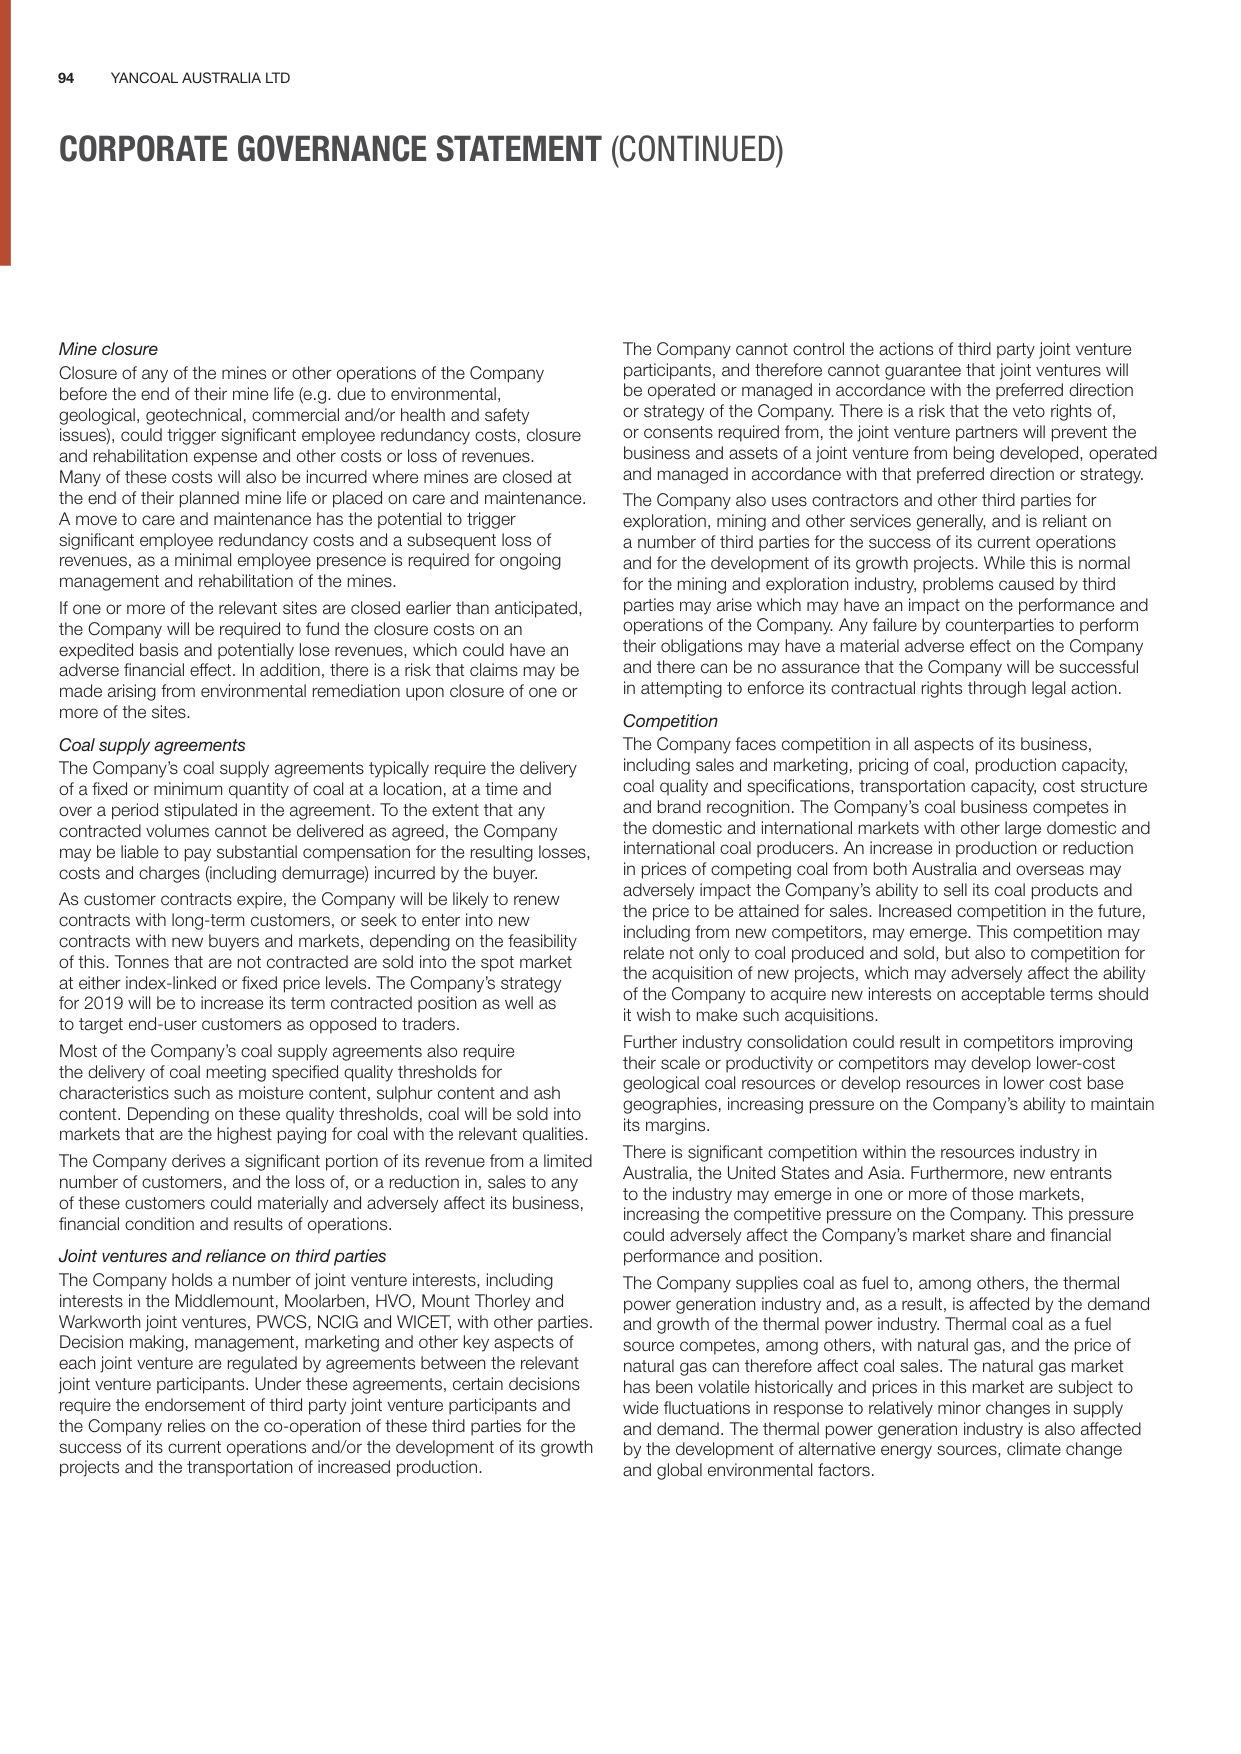 94 YANCOAL AUSTRALIA LTD
CORPORATE GOVERNANCE STATEMENT (CONTINUED)
Mine closure
Closure of any of the mines or other operations of the Company
before the end of their mine life (e.g. due to environmental,
geological, geotechnical, commercial and/or health and safety
issues), could trigger significant employee redundancy costs, closure
and rehabilitation expense and other costs or loss of revenues.
Many of these costs will also be incurred where mines are closed at
the end of their planned mine life or placed on care and maintenance.
A move to care and maintenance has the potential to trigger
significant employee redundancy costs and a subsequent loss of
revenues, as a minimal employee presence is required for ongoing
management and rehabilitation of the mines.
If one or more of the relevant sites are closed earlier than anticipated,
the Company will be required to fund the closure costs on an
expedited basis and potentially lose revenues, which could have an
adverse financial effect. In addition, there is a risk that claims may be
made arising from environmental remediation upon closure of one or
more of the sites.
Coal supply agreements
The Company's coal supply agreements typically require the delivery
of a fixed or minimum quantity of coal at a location, at a time and
over a period stipulated in the agreement. To the extent that any
contracted volumes cannot be delivered as agreed, the Company
may be liable to pay substantial compensation for the resulting losses,
costs and charges (including demurrage) incurred by the buyer.
As customer contracts expire, the Company will be likely to renew
contracts with long-term customers, or seek to enter into new
contracts with new buyers and markets, depending on the feasibility
of this. Tonnes that are not contracted are sold into the spot market
at either index-linked or fixed price levels. The Company's strategy
for 2019 will be to increase its term contracted position as well as
to target end-user customers as opposed to traders.
Most of the Company's coal supply agreements also require
the delivery of coal meeting specified quality thresholds for
characteristics such as moisture content, sulphur content and ash
content. Depending on these quality thresholds, coal will be sold into
markets that are the highest paying for coal with the relevant qualities.
The Company derives a significant portion of its revenue from a limited
number of customers, and the loss of, or a reduction in, sales to any
of these customers could materially and adversely affect its business,
financial condition and results of operations.
Joint ventures and reliance on third parties
The Company holds a number of joint venture interests, including
interests in the Middlemount, Moolarben, HVO, Mount Thorley and
Warkworth joint ventures, PWCS, NCIG and WICET, with other parties.
Decision making, management, marketing and other key aspects of
each joint venture are regulated by agreements between the relevant
joint venture participants. Under these agreements, certain decisions
require the endorsement of third party joint venture participants and
the Company relies on the co-operation of these third parties for the
success of its current operations and/or the development of its growth
projects and the transportation of increased production.
The Company cannot control the actions of third party joint venture
participants, and therefore cannot guarantee that joint ventures will
be operated or managed in accordance with the preferred direction
or strategy of the Company. There is a risk that the veto rights of,
or consents required from, the joint venture partners will prevent the
business and assets of a joint venture from being developed, operated
and managed in accordance with that preferred direction or strategy.
The Company also uses contractors and other third parties for
exploration, mining and other services generally, and is reliant on
a number of third parties for the success of its current operations
and for the development of its growth projects. While this is normal
for the mining and exploration industry, problems caused by third
parties may arise which may have an impact on the performance and
operations of the Company. Any failure by counterparties to perform
their obligations may have a material adverse effect on the Company
and there can be no assurance that the Company will be successful
in attempting to enforce its contractual rights through legal action.
Competition
The Company faces competition in all aspects of its business,
including sales and marketing, pricing of coal, production capacity,
coal quality and specifications, transportation capacity, cost structure
and brand recognition. The Company's coal business competes in
the domestic and international markets with other large domestic and
international coal producers. An increase in production or reduction
in prices of competing coal from both Australia and overseas may
adversely impact the Company's ability to sell its coal products and
the price to be attained for sales. Increased competition in the future,
including from new competitors, may emerge. This competition may
relate not only to coal produced and sold, but also to competition for
the acquisition of new projects, which may adversely affect the ability
of the Company to acquire new interests on acceptable terms should
it wish to make such acquisitions.
Further industry consolidation could result in competitors improving
their scale or productivity or competitors may develop lower-cost
geological coal resources or develop resources in lower cost base
geographies, increasing pressure on the Company's ability to maintain
its margins.
There is significant competition within the resources industry in
Australia, the United States and Asia. Furthermore, new entrants
to the industry may emerge in one or more of those markets,
increasing the competitive pressure on the Company. This pressure
could adversely affect the Company's market share and financial
performance and position.
The Company supplies coal as fuel to, among others, the thermal
power generation industry and, as a result, is affected by the demand
and growth of the thermal power industry. Thermal coal as a fuel
source competes, among others, with natural gas, and the price of
natural gas can therefore affect coal sales. The natural gas market
has been volatile historically and prices in this market are subject to
wide fluctuations in response to relatively minor changes in supply
and demand. The thermal power generation industry is also affected
by the development of alternative energy sources, climate change
and global environmental factors.